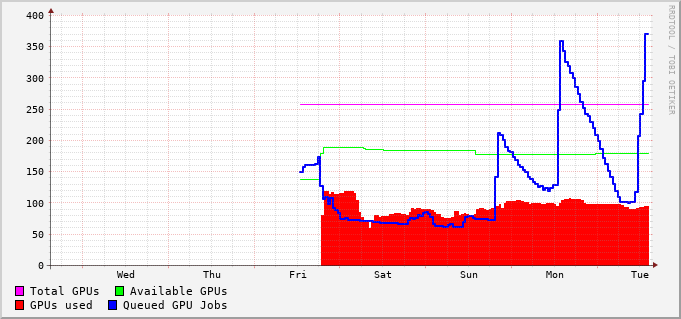 400
350
300
250
200
150
100
50
0
Wed Thu Fri Sat Sun Mon Tue
Total GPUs Available GPUs
GPUs used Queued GPU Jobs
RRDTOOL / TOBI OETIKER